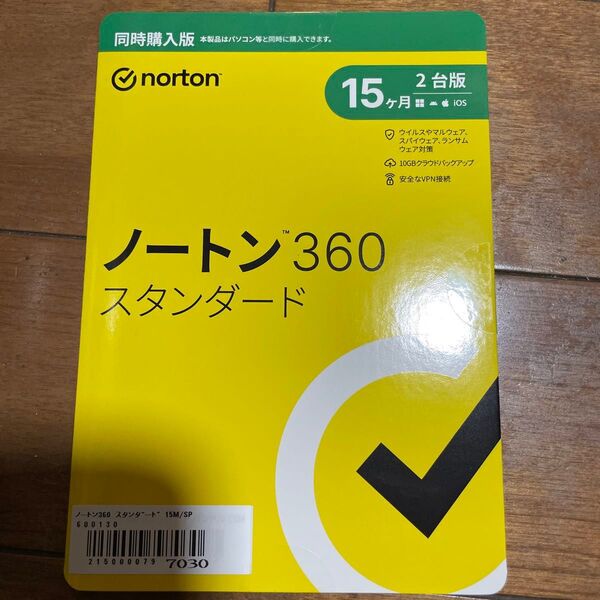 同時購入版 本製品はパソコン等と同時に購入できます。
norton™
15ヶ月 2台版
iOS
ウイルスやマルウェア、
スパイウェア、ランサム
ウェア対策
10GBクラウドバックアップ
安全なVPN接続
ノートン™ 360
スタンダード
ノートン360 スタンダード 15M/SP
600130
215000079 7030